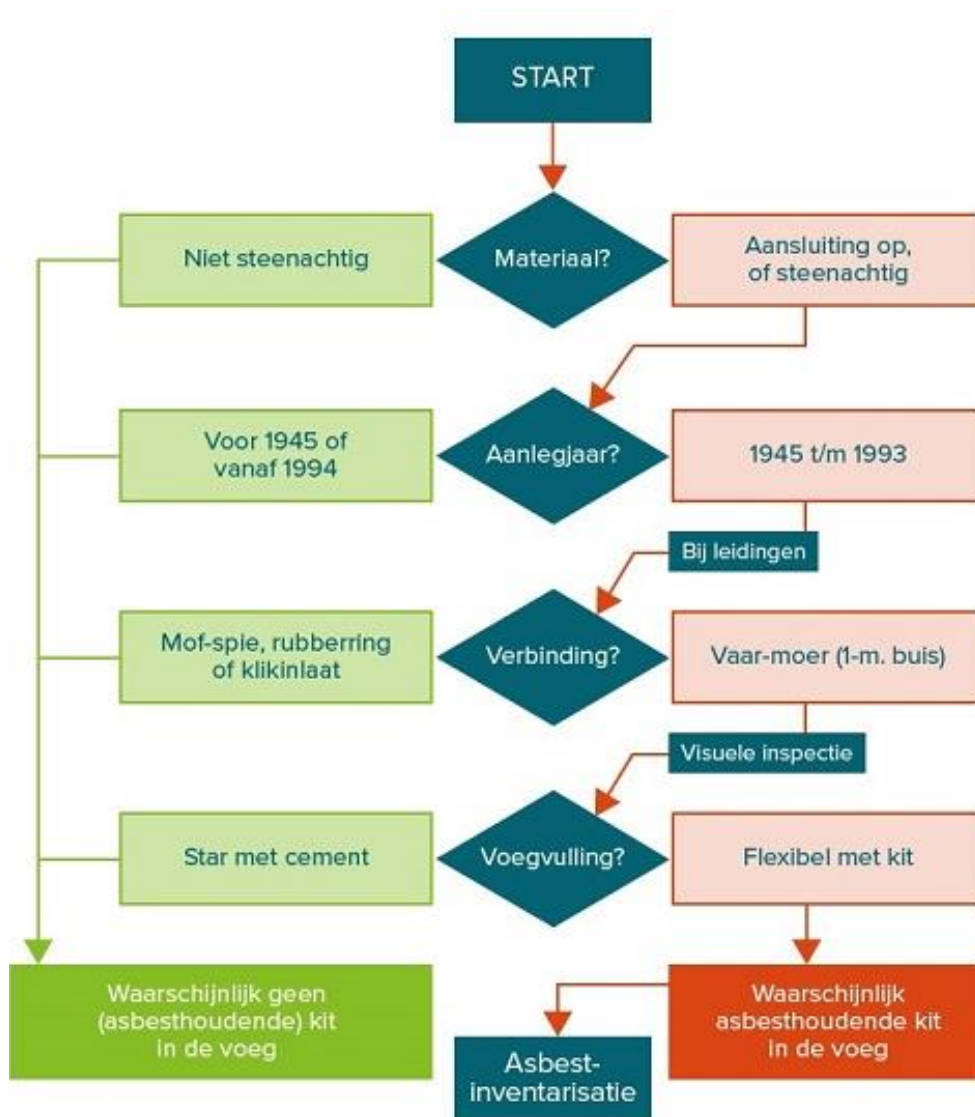 START
Niet steenachtig
Materiaal?
Aansluiting op,
of steenachtig
Voor 1945 of
vanaf 1994
Aanlegjaar?
1945 t/m 1993
Bij leidingen
Mof-spie, rubberring
of klikinlaat
Verbinding?
Vaar-moer (1-m. buis)
Visuele inspectie
Star met cement
Voegvulling?
Flexibel met kit
Waarschijnlijk geen
(asbesthoudende) kit
in de voeg
Asbest-
inventarisatie
Waarschijnlijk
asbesthoudende kit
in de voeg